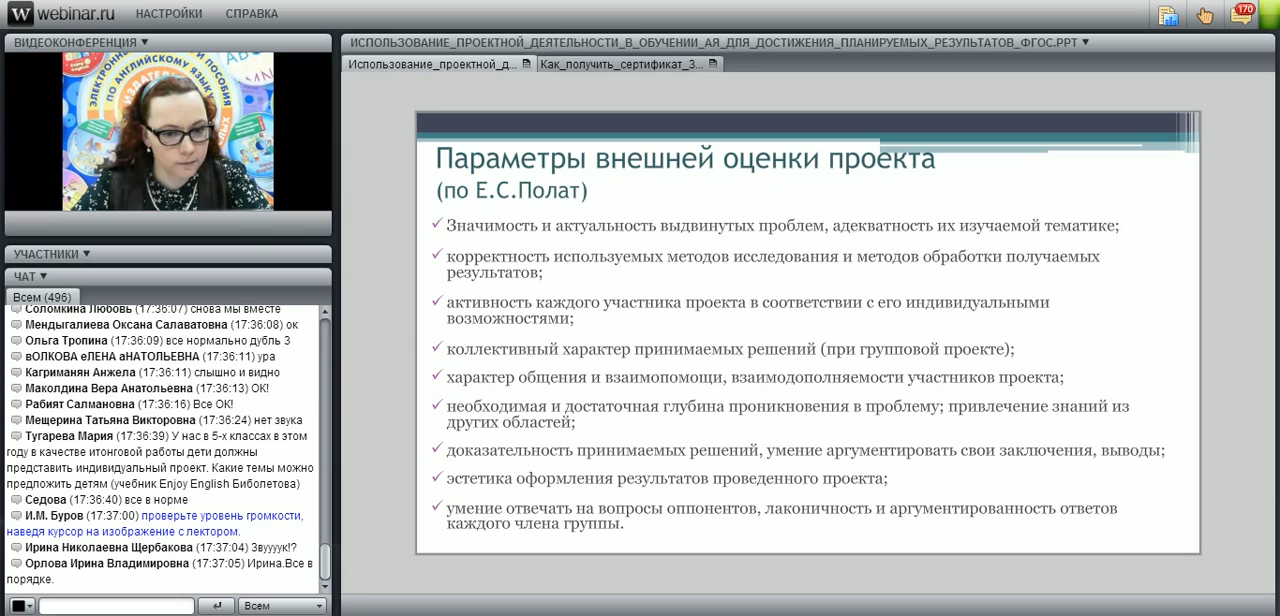 W webinar.ru НАСТРОЙКИ СПРАВКА 170
ВИДЕОКОНФЕРЕНЦИЯ
ЭЛЕКТРОННЫЕ ПОСОБИЯ
ПО АНГЛИЙСКОМУ ЯЗЫКУ
УЧАСТНИКИ
ЧАТ
Всем (496)
Соломкина Любовь (17:36:07) снова мы вместе
Мендыгалиева Оксана Салаватовна (17:36:08) ок
Ольга Тропина (17:36:09) все нормально дубль 3
вОЛКОВА еЛЕНА аНАТОЛЬЕВНА (17:36:11) ура
Кагриманян Анжела (17:36:11) слышно и видно
Маколдина Вера Анатольевна (17:36:13) ОК!
Рабият Салмановна (17:36:16) Все ОК!
Мещерина Татьяна Викторовна (17:36:24) нет звука
Тугарева Мария (17:36:39) У нас в 5-х классах в этом
году в качестве итонговой работы дети должны
представить индивидуальный проект. Какие темы можно
предложить детям (учебник Enjoy English Биболетова)
Седова (17:36:40) все в норме
И.М. Буров (17:37:00) проверьте уровень громкости,
наведя курсор на изображение с лектором.
Ирина Николаевна Щербакова (17:37:04) Звуууук!?
Орлова Ирина Владимировна (17:37:05) Ирина.Все в
порядке.
Всем
ИСПОЛЬЗОВАНИЕ_ПРОЕКТНОЙ_ДЕЯТЕЛЬНОСТИ_В_ОБУЧЕНИИ_АЯ_ДЛЯ_ДОСТИЖЕНИЯ_ПЛАНИРУЕМЫХ_РЕЗУЛЬТАТОВ_ФГОС.PPT
Использование_проектной_д... Как_получить_сертификат_3...
Параметры внешней оценки проекта
(по Е.С.Полат)
Значимость и актуальность выдвинутых проблем, адекватность их изучаемой тематике;
корректность используемых методов исследования и методов обработки получаемых
результатов;
активность каждого участника проекта в соответствии с его индивидуальными
возможностями;
коллективный характер принимаемых решений (при групповой проекте);
характер общения и взаимопомощи, взаимодополняемости участников проекта;
необходимая и достаточная глубина проникновения в проблему; привлечение знаний из
других областей;
доказательность принимаемых решений, умение аргументировать свои заключения, выводы;
эстетика оформления результатов проведенного проекта;
умение отвечать на вопросы оппонентов, лаконичность и аргументированность ответов
каждого члена группы.